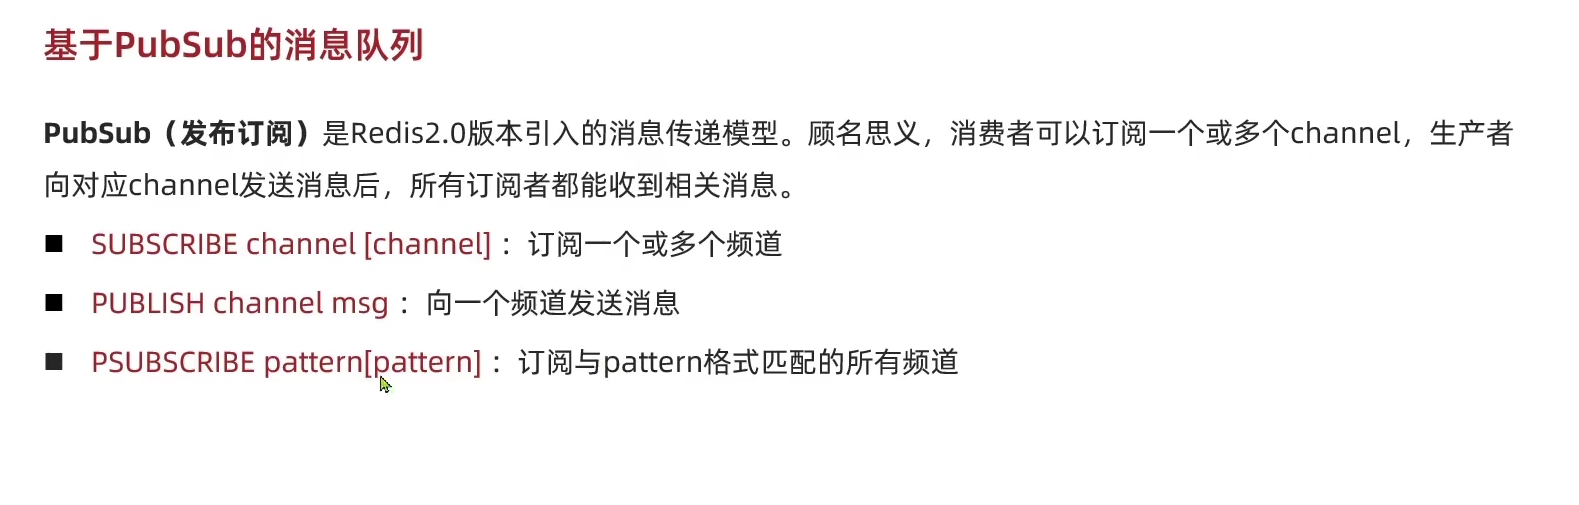 基于PubSub的消息队列
PubSub（发布订阅）是Redis2.0版本引入的消息传递模型。顾名思义，消费者可以订阅一个或多个channel，生产者
向对应channel发送消息后，所有订阅者都能收到相关消息。
■ SUBSCRIBE channel [channel] ：订阅一个或多个频道
■ PUBLISH channel msg ：向一个频道发送消息
■ PSUBSCRIBE pattern[pattern] ：订阅与pattern格式匹配的所有频道